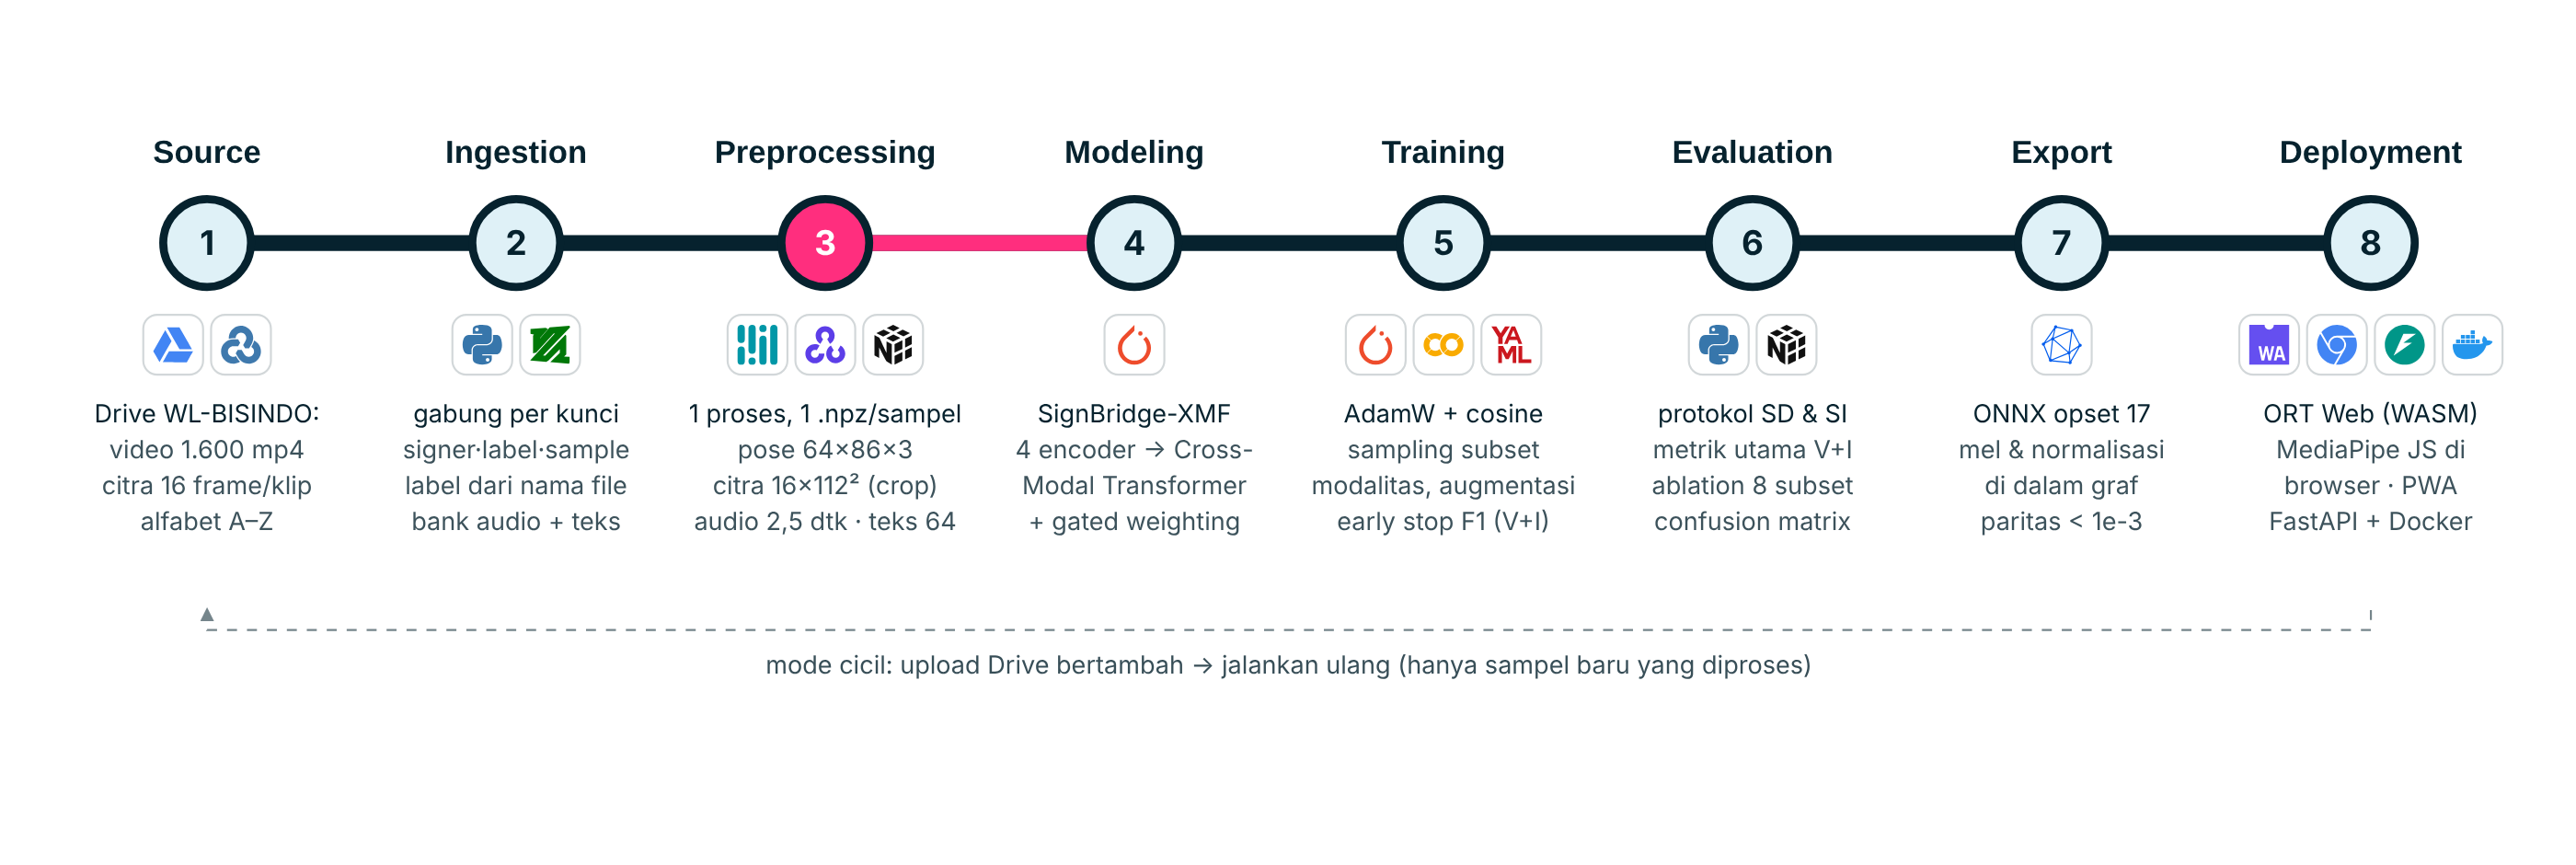 Source
1
Drive WL-BISINDO:
video 1.600 mp4
citra 16 frame/klip
alfabet A–Z
Ingestion
2
gabung per kunci
signer·label·sample
label dari nama file
bank audio + teks
Preprocessing
3
1 proses, 1 .npz/sampel
pose 64×86×3
citra 16×112² (crop)
audio 2,5 dtk · teks 64
Modeling
4
SignBridge-XMF
4 encoder → Cross-
Modal Transformer
+ gated weighting
Training
5
YA
ML
AdamW + cosine
sampling subset
modalitas, augmentasi
early stop F1 (V+I)
Evaluation
6
protokol SD & SI
metrik utama V+I
ablation 8 subset
confusion matrix
Export
7
ONNX opset 17
mel & normalisasi
di dalam graf
paritas < 1e-3
Deployment
8
WA
ORT Web (WASM)
MediaPipe JS di
browser · PWA
FastAPI + Docker
mode cicil: upload Drive bertambah → jalankan ulang (hanya sampel baru yang diproses)